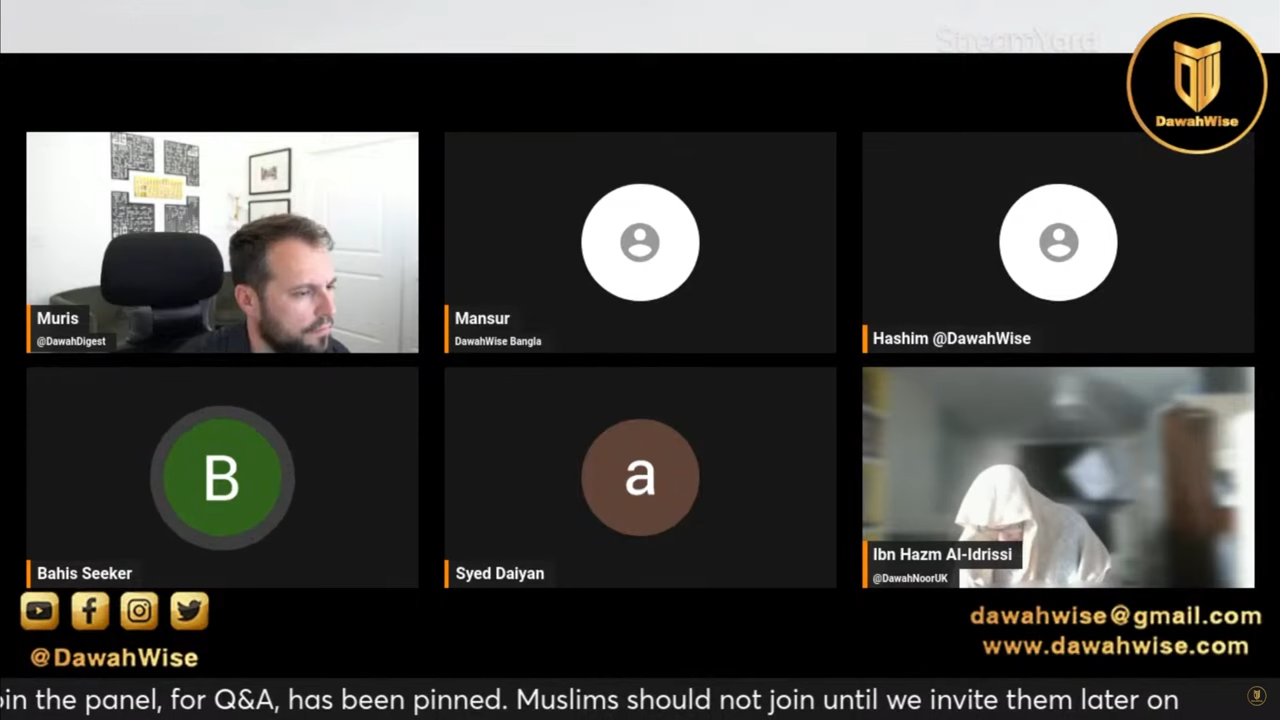 StreamYard
DawahWise
Muris
@DawahDigest
Mansur
DawahWise Bangla
Hashim @DawahWise
B
Bahis Seeker
a
Syed Daiyan
Ibn Hazm Al-Idrissi
@DawahNoorUK
@DawahWise
dawahwise@gmail.com
www.dawahwise.com
oin the panel, for Q&A, has been pinned. Muslims should not join until we invite them later on